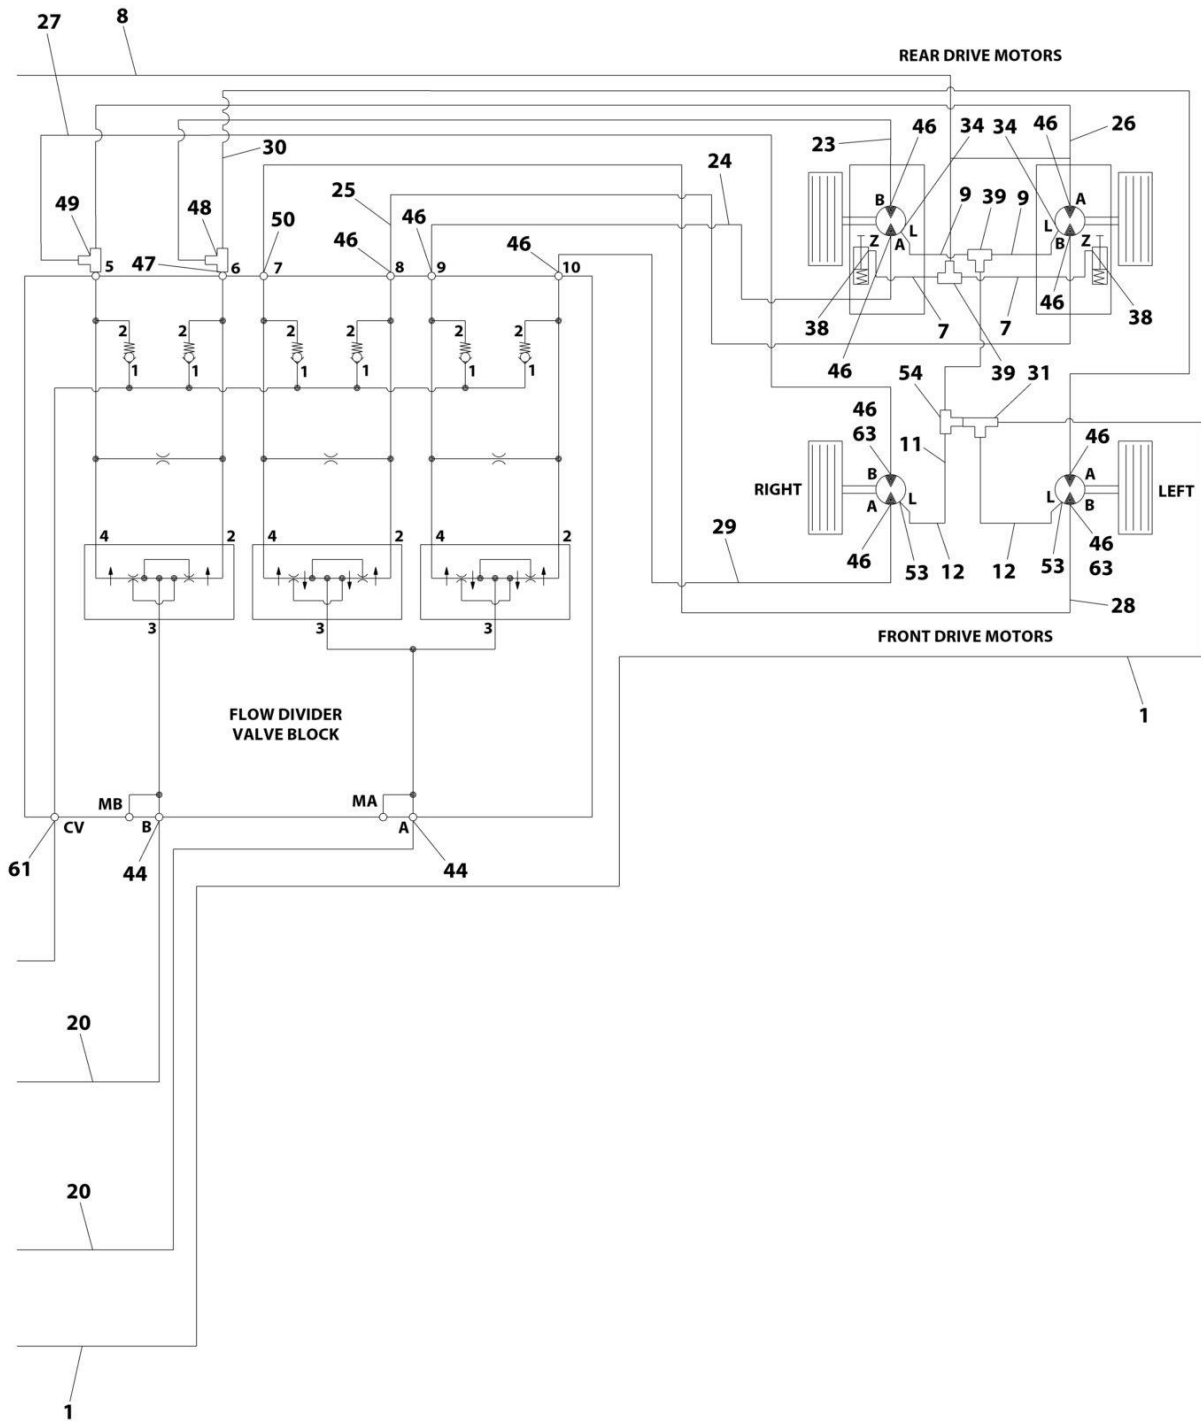 27 8
REAR DRIVE MOTORS
46 34 34 46 26
23
30 24
25
49 48 50 46 9 39 9
46 B L A
46 A L
Z B Z
5 47 6 7 8 9 10
38 7 7 46 38
2 2 2 2 2 2
1 1 1 1 1 1
46 54 39 31
46
63 11 46
B A
RIGHT L L LEFT
A B
4 2 4 2 4 2
29 46 53 12 12 53 46
63
28
3 3 3
FRONT DRIVE MOTORS
FLOW DIVIDER
VALVE BLOCK
1
MB MA
CV B A
61 44 44
20
20
1